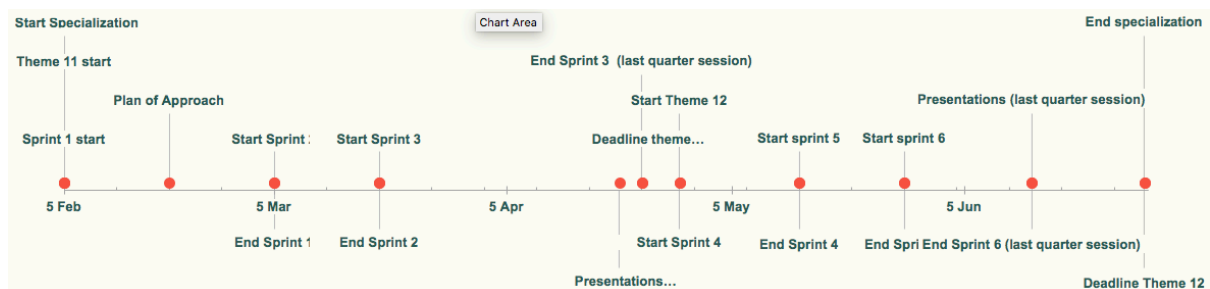 Start Specialization
Chart Area
End specialization
Theme 11 start
End Sprint 3 (last quarter session)
Plan of Approach
Start Theme 12
Presentations (last quarter session)
Sprint 1 start
Start Sprint
Start Sprint 3
Deadline theme…
Start sprint 5
Start sprint 6
5 Feb
5 Mar
5 Apr
5 May
5 Jun
End Sprint 1
End Sprint 2
Start Sprint 4
End Sprint 4
End Spri
End Sprint 6 (last quarter session)
Presentations…
Deadline Theme 12